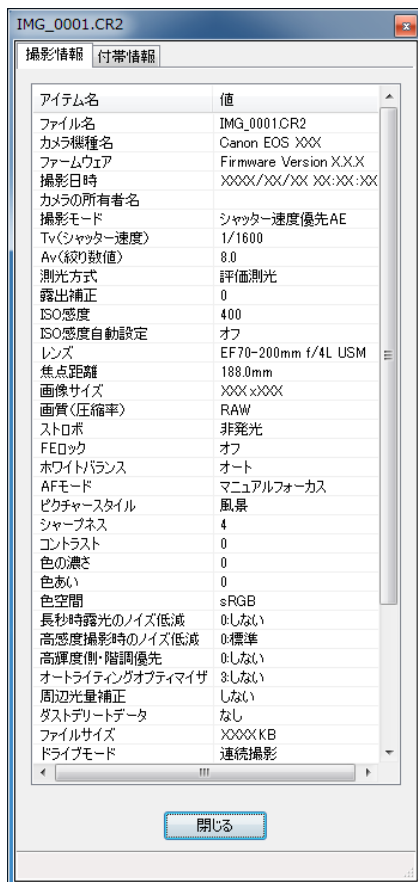 IMG_0001.CR2
撮影情報 付帯情報
アイテム名 値
ファイル名 IMG_0001.CR2
カメラ機種名 Canon EOS XXX
ファームウェア Firmware Version X.X.X
撮影日時 XXXX/XX/XX XX:XX:XX
カメラの所有者名
撮影モード シャッター速度優先AE
Tv(シャッター速度) 1/1600
Av(絞り数値) 8.0
測光方式 評価測光
露出補正 0
ISO感度 400
ISO感度自動設定 オフ
レンズ EF70-200mm f/4L USM
焦点距離 188.0mm
画像サイズ XXX xXXX
画質(圧縮率) RAW
ストロボ 非発光
FEロック オフ
ホワイトバランス オート
AFモード マニュアルフォーカス
ピクチャースタイル 風景
シャープネス 4
コントラスト 0
色の濃さ 0
色あい 0
色空間 sRGB
長秒時露光のノイズ低減 0:しない
高感度撮影時のノイズ低減 0:標準
高輝度側・階調優先 0:しない
オートライティングオプティマイザ 3:しない
周辺光量補正 しない
ダストデリートデータ なし
ファイルサイズ XXXXKB
ドライブモード 連続撮影
閉じる